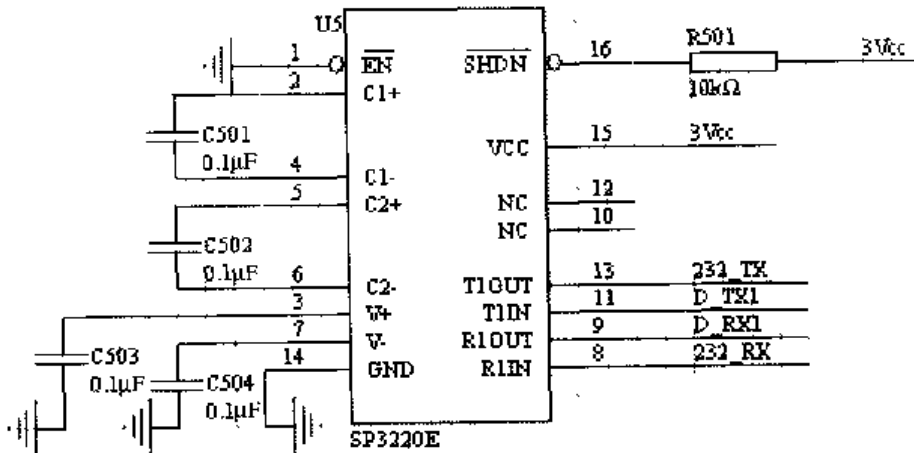 U5
1
EN
SHDN
16
R501
10kΩ
3Vcc
2
C1+
C501
0.1μF
VCC
15
3Vcc
4
C1-
5
C2+
NC
12
NC
10
C502
0.1μF
6
C2-
T1OUT
13
232_TX
3
V+
T1IN
11
D_TX1
7
V-
R1OUT
9
D_RX1
14
GND
R1IN
8
232_RX
C503
0.1μF
C504
0.1μF
SP3220E